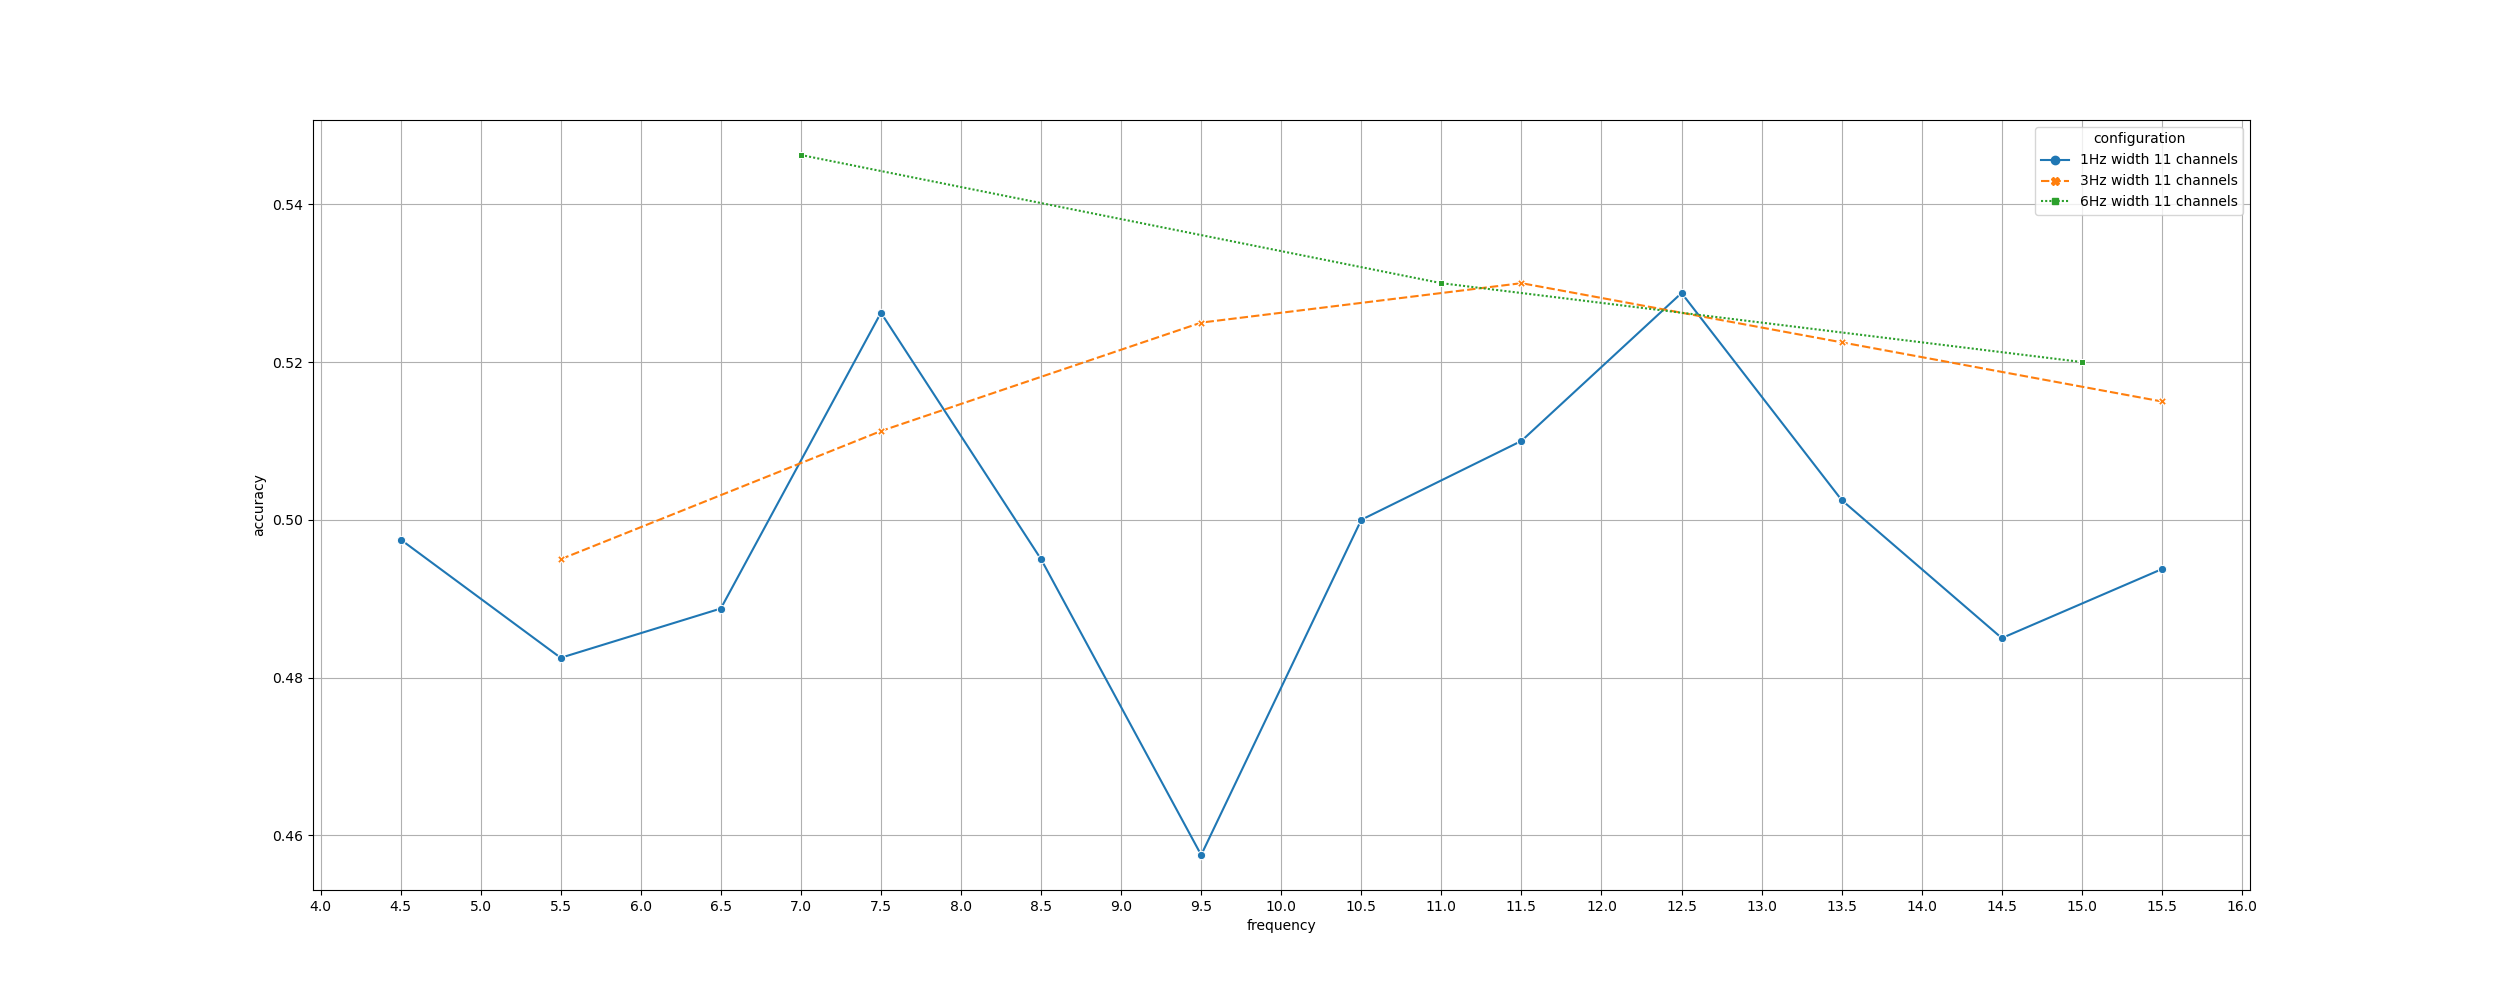 configuration
1Hz width 11 channels
3Hz width 11 channels
6Hz width 11 channels
0.54
0.52
0.50
0.48
0.46
accuracy
4.0 4.5 5.0 5.5 6.0 6.5 7.0 7.5 8.0 8.5 9.0 9.5 10.0 10.5 11.0 11.5 12.0 12.5 13.0 13.5 14.0 14.5 15.0 15.5 16.0
frequency